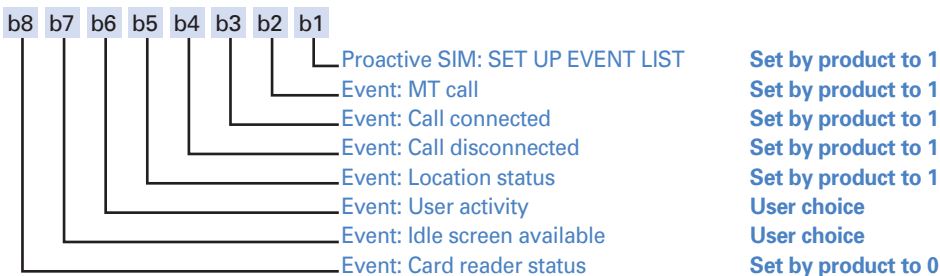 b8 b7 b6 b5 b4 b3 b2 b1
Proactive SIM: SET UP EVENT LIST Set by product to 1
Event: MT call Set by product to 1
Event: Call connected Set by product to 1
Event: Call disconnected Set by product to 1
Event: Location status Set by product to 1
Event: User activity User choice
Event: Idle screen available User choice
Event: Card reader status Set by product to 0